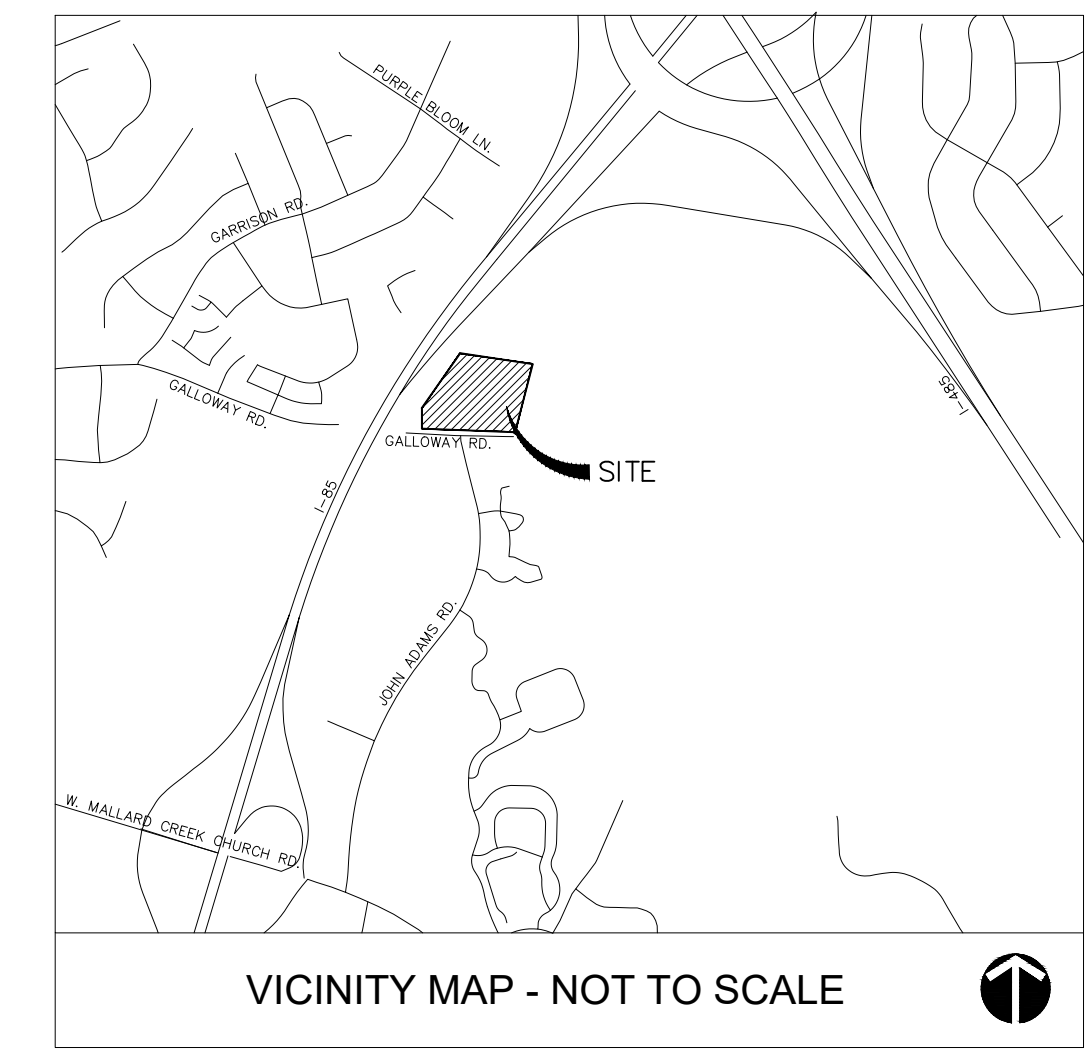 PURPLE BLOOM LN.
GARRISON RD.
GALLOWAY RD.
I-485
GALLOWAY RD.
SITE
I-85
JOHN ADAMS RD.
W. MALLARD CREEK CHURCH RD.
VICINITY MAP - NOT TO SCALE